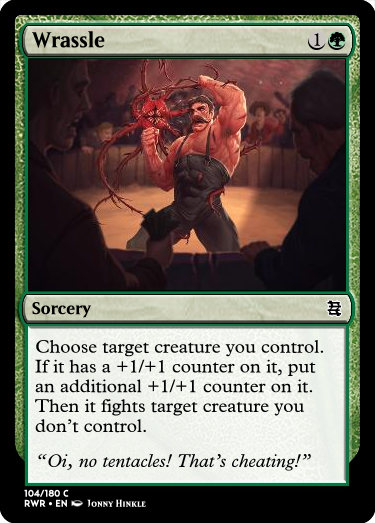 Wrassle 1
Sorcery
Choose target creature you control.
If it has a +1/+1 counter on it, put
an additional +1/+1 counter on it.
Then it fights target creature you
don't control.
"Oi, no tentacles! That's cheating!"
104/180 C
RWR • EN Jonny Hinkle